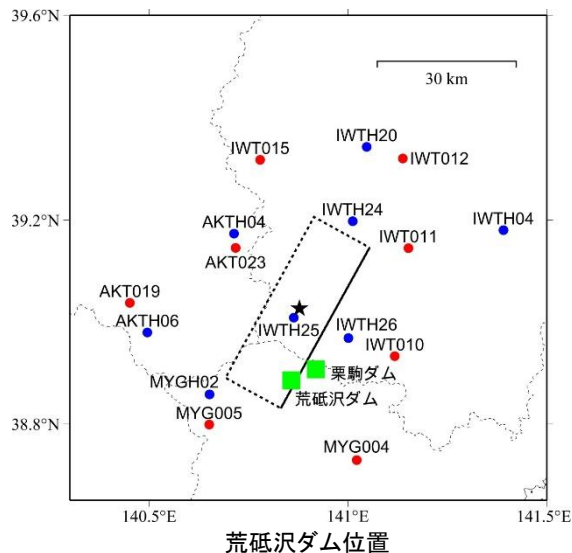 39.6°N
30 km
IWTH20
IWT015
IWT012
39.2°N
AKTH04
IWTH24
IWTH04
AKT023
IWT011
AKT019
AKTH06
IWTH25
IWTH26
IWT010
栗駒ダム
MYGH02
荒砥沢ダム
MYG005
38.8°N
MYG004
140.5°E
141°E
141.5°E
荒砥沢ダム位置